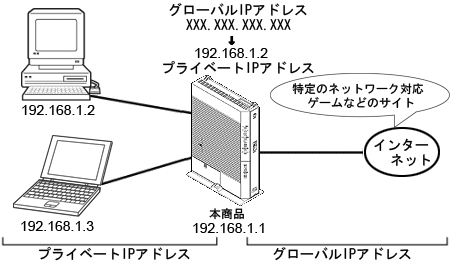 グローバルIPアドレス
XXX.XXX.XXX.XXX
192.168.1.2
プライベートIPアドレス
特定のネットワーク対応
ゲームなどのサイト
192.168.1.2
インター
ネット
192.168.1.3
本商品
192.168.1.1
プライベートIPアドレス
グローバルIPアドレス